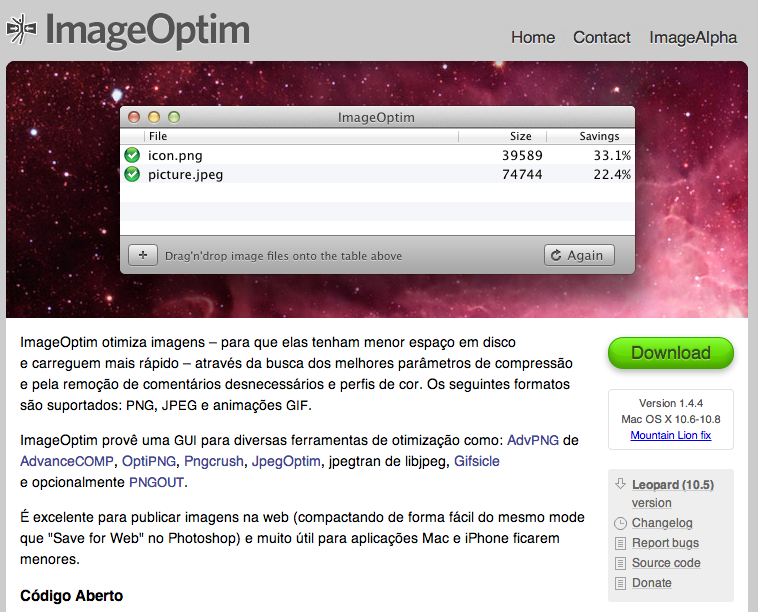 ImageOptim
Home Contact ImageAlpha
ImageOptim
File Size Savings
icon.png 39589 33.1%
picture.jpeg 74744 22.4%
+ Drag'n'drop image files onto the table above Again
ImageOptim otimiza imagens – para que elas tenham menor espaço em disco
e carreguem mais rápido – através da busca dos melhores parâmetros de compressão
e pela remoção de comentários desnecessários e perfis de cor. Os seguintes formatos
são suportados: PNG, JPEG e animações GIF.
ImageOptim provê uma GUI para diversas ferramentas de otimização como: AdvPNG de
AdvanceCOMP, OptiPNG, Pngcrush, JpegOptim, jpegtran de libjpeg, Gifsicle
e opcionalmente PNGOUT.
É excelente para publicar imagens na web (compactando de forma fácil do mesmo mode
que "Save for Web" no Photoshop) e muito útil para aplicações Mac e iPhone ficarem
menores.
Código Aberto
Download
Version 1.4.4
Mac OS X 10.6-10.8
Mountain Lion fix
Leopard (10.5)
version
Changelog
Report bugs
Source code
Donate